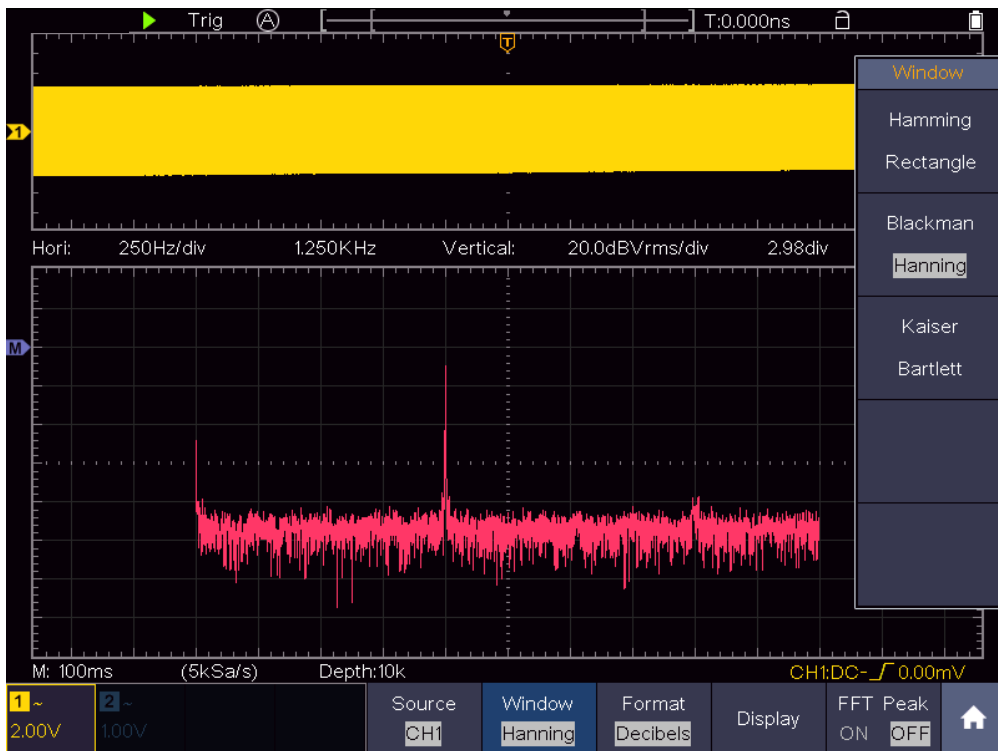 Trig A T:0.000ns
T
Window
Hamming
1
Rectangle
Blackman
Hori: 250Hz/div 1.250KHz Vertical: 20.0dBVrms/div 2.98div
Hanning
Kaiser
M
Bartlett
M: 100ms (5kSa/s) Depth:10k CH1:DC- 0.00mV
1 ~ 2 ~ Source Window Format Display FFT Peak
2.00V 1.00V CH1 Hanning Decibels ON OFF